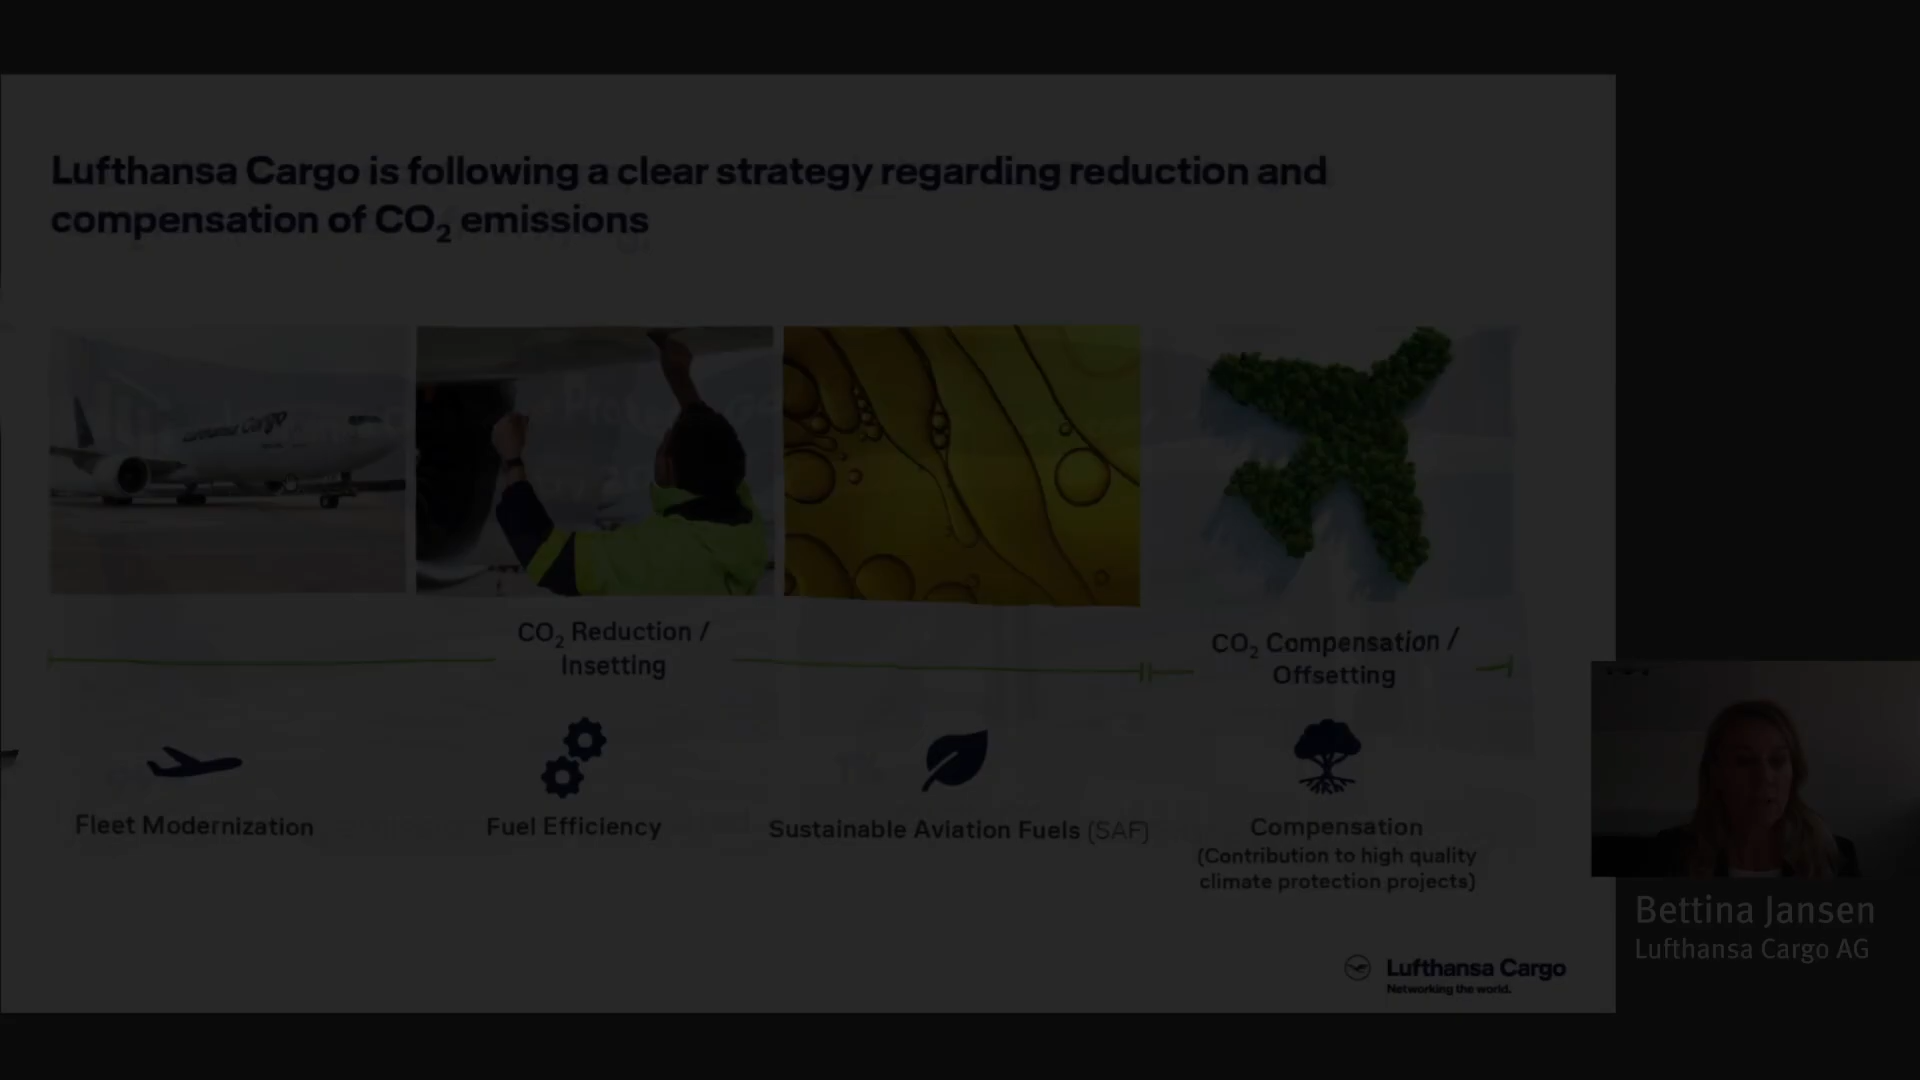 Lufthansa Cargo is following a clear strategy regarding reduction and
compensation of CO₂ emissions
Lufthansa Cargo
CO₂ Reduction /
Insetting
CO₂ Compensation /
Offsetting
Fleet Modernization
Fuel Efficiency
Sustainable Aviation Fuels (SAF)
Compensation
(Contribution to high quality
climate protection projects)
Lufthansa Cargo
Networking the world.
Bettina Jansen
Lufthansa Cargo AG